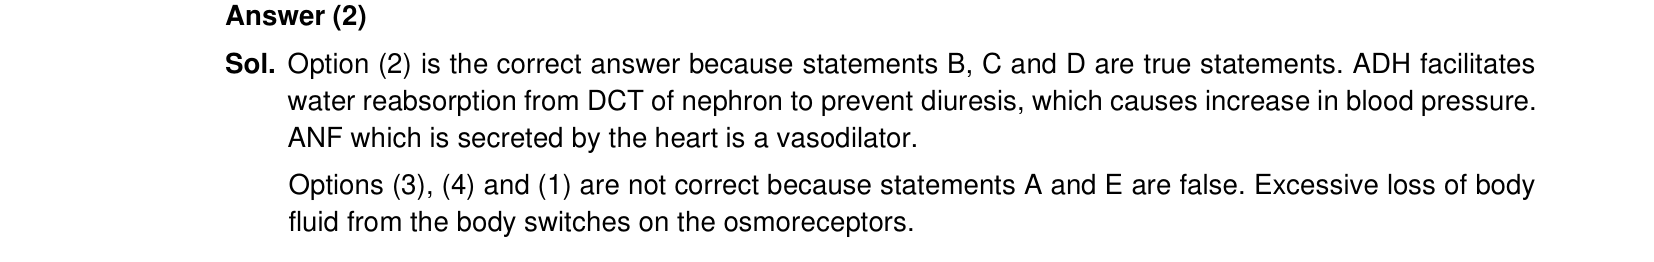 Answer (2)
Sol. Option (2) is the correct answer because statements B, C and D are true statements. ADH facilitates
water reabsorption from DCT of nephron to prevent diuresis, which causes increase in blood pressure.
ANF which is secreted by the heart is a vasodilator.
Options (3), (4) and (1) are not correct because statements A and E are false. Excessive loss of body
fluid from the body switches on the osmoreceptors.